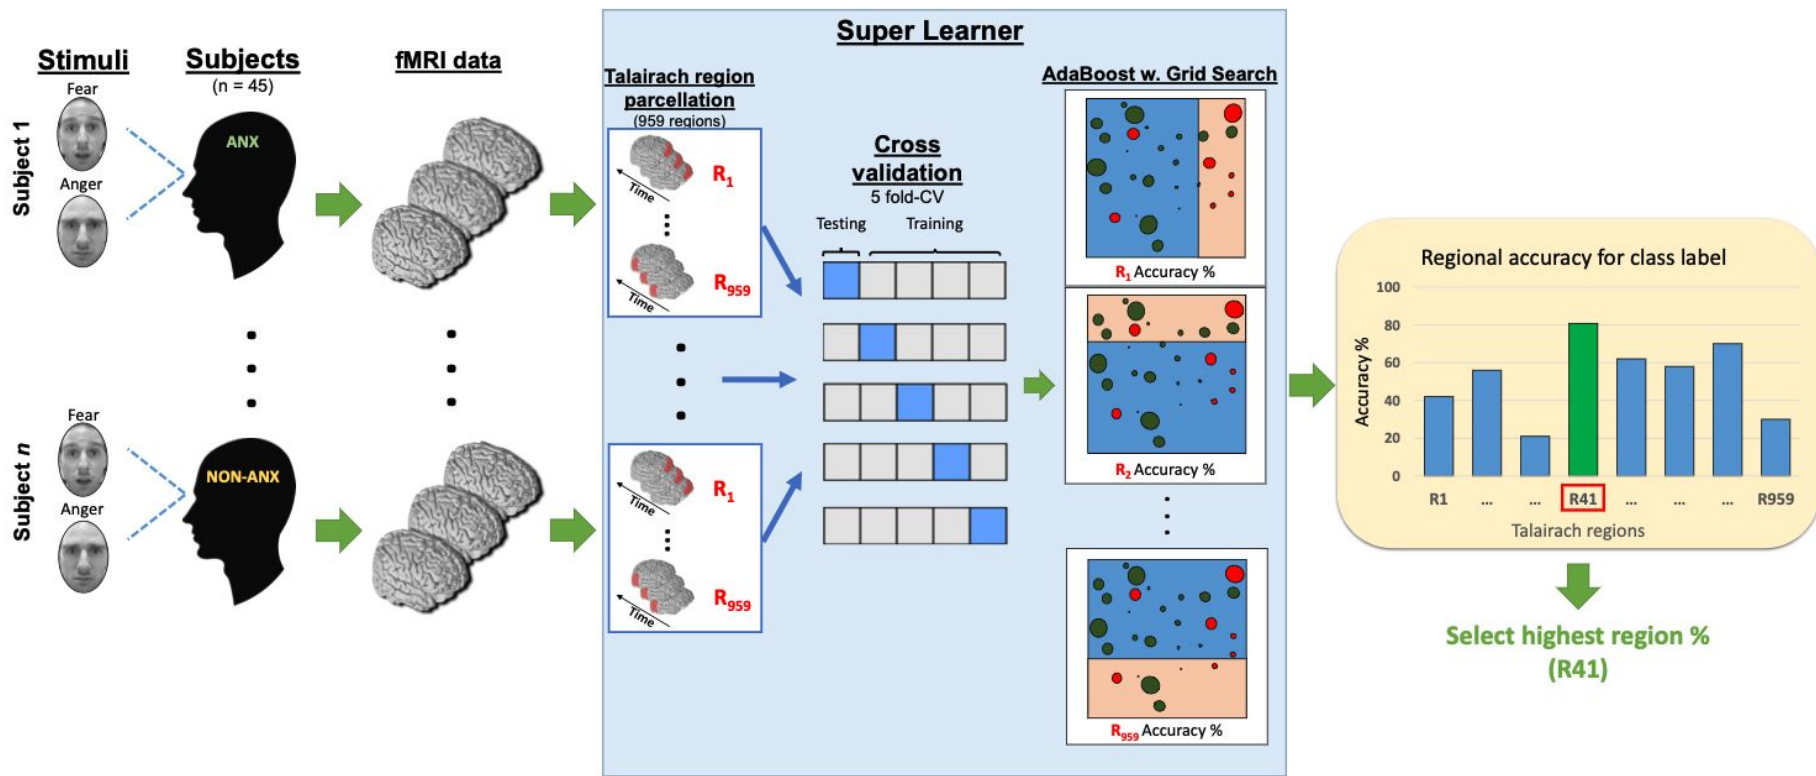 Super Learner
Stimuli
Subjects
(n = 45)
fMRI data
Subject 1
Fear
Anger
ANX
Subject n
Fear
Anger
NON-ANX
Talairach region
parcellation
(959 regions)
R1
Time
R959
Time
R1
Time
R959
Time
Cross
validation
5 fold-CV
Testing
Training
AdaBoost w. Grid Search
R1 Accuracy %
R2 Accuracy %
R959 Accuracy %
Regional accuracy for class label
Accuracy %
100
80
60
40
20
0
R1 ... ... R41 ... ... ... R959
Talairach regions
Select highest region %
(R41)